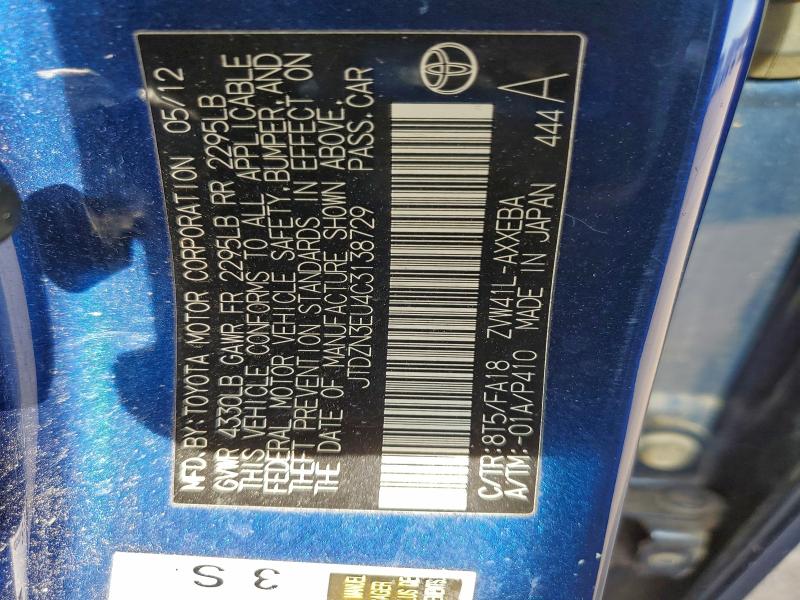 MFD. BY: TOYOTA MOTOR CORPORATION 05/12
GVWR 4330LB GAWR FR 2295LB RR 2295LB
THIS VEHICLE CONFORMS TO ALL APPLICABLE
FEDERAL MOTOR VEHICLE SAFETY, BUMPER, AND
THEFT PREVENTION STANDARDS IN EFFECT ON
THE DATE OF MANUFACTURE SHOWN ABOVE.
JTDZN3EU4C3138729 PASS. CAR
C/TR: 8T5/FA18 ZVW41L-AXXEBA
A/TM: -01A/P410 MADE IN JAPAN 444 A
3 S